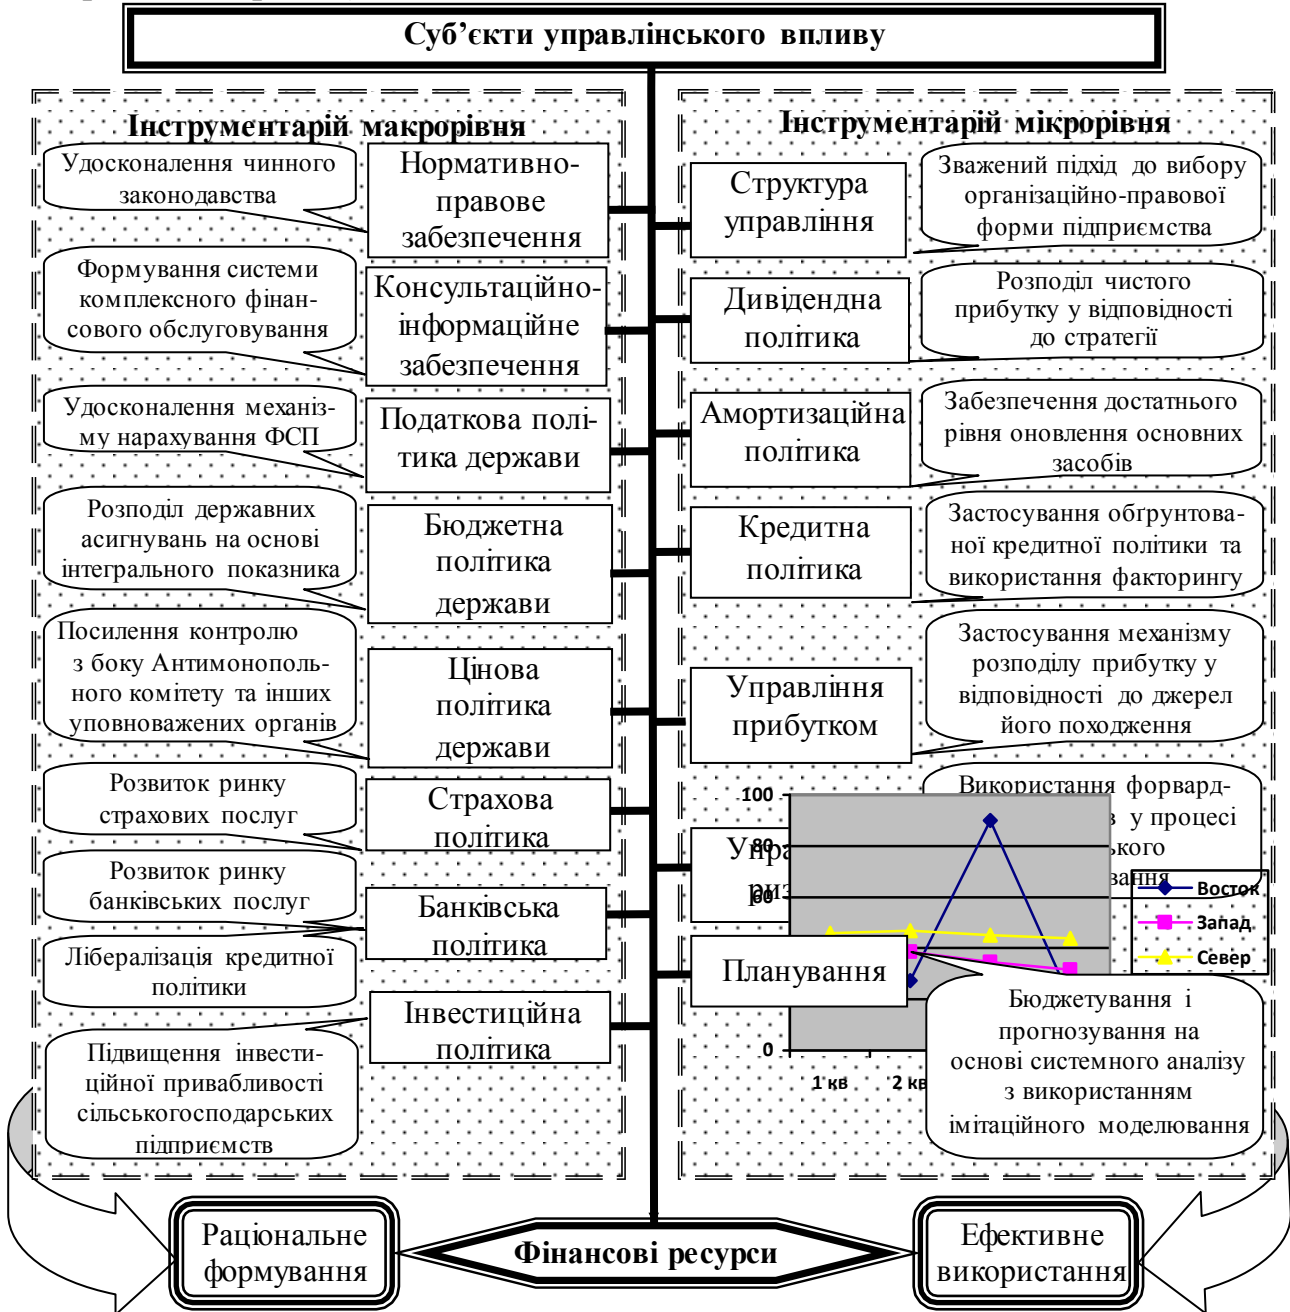 Суб’єкти управлінського впливу
Інструментарій макрорівня
Удосконалення чинного
законодавства
Нормативно-
правове
забезпечення
Формування системи
комплексного фінан-
сового обслуговування
Консультаційно-
інформаційне
забезпечення
Удосконалення механіз-
му нарахування ФСП
Податкова полі-
тика держави
Розподіл державних
асигнувань на основі
інтегрального показника
Бюджетна
політика
держави
Посилення контролю
з боку Антимонополь-
ного комітету та інших
уповноважених органів
Цінова
політика
держави
Розвиток ринку
страхових послуг
Страхова
політика
Розвиток ринку
банківських послуг
Банківська
політика
Лібералізація кредитної
політики
Інвестиційна
політика
Підвищення інвести-
ційної привабливості
сільськогосподарських
підприємств
Інструментарій мікрорівня
Структура
управління
Зважений підхід до вибору
організаційно-правової
форми підприємства
Дивідендна
політика
Розподіл чистого
прибутку у відповідності
до стратегії
Амортизаційна
політика
Забезпечення достатнього
рівня оновлення основних
засобів
Кредитна
політика
Застосування обґрунтова-
ної кредитної політики та
використання факторингу
Управління
прибутком
Застосування механізму
розподілу прибутку у
відповідності до джерел
його походження
Використання форвард-
у процесі
100
80
60
0
1 кв
2 кв
Восток
Запад
Север
Планування
Бюджетування і
прогнозування на
основі системного аналізу
з використанням
імітаційного моделювання
Раціональне
формування
Фінансові ресурси
Ефективне
використання